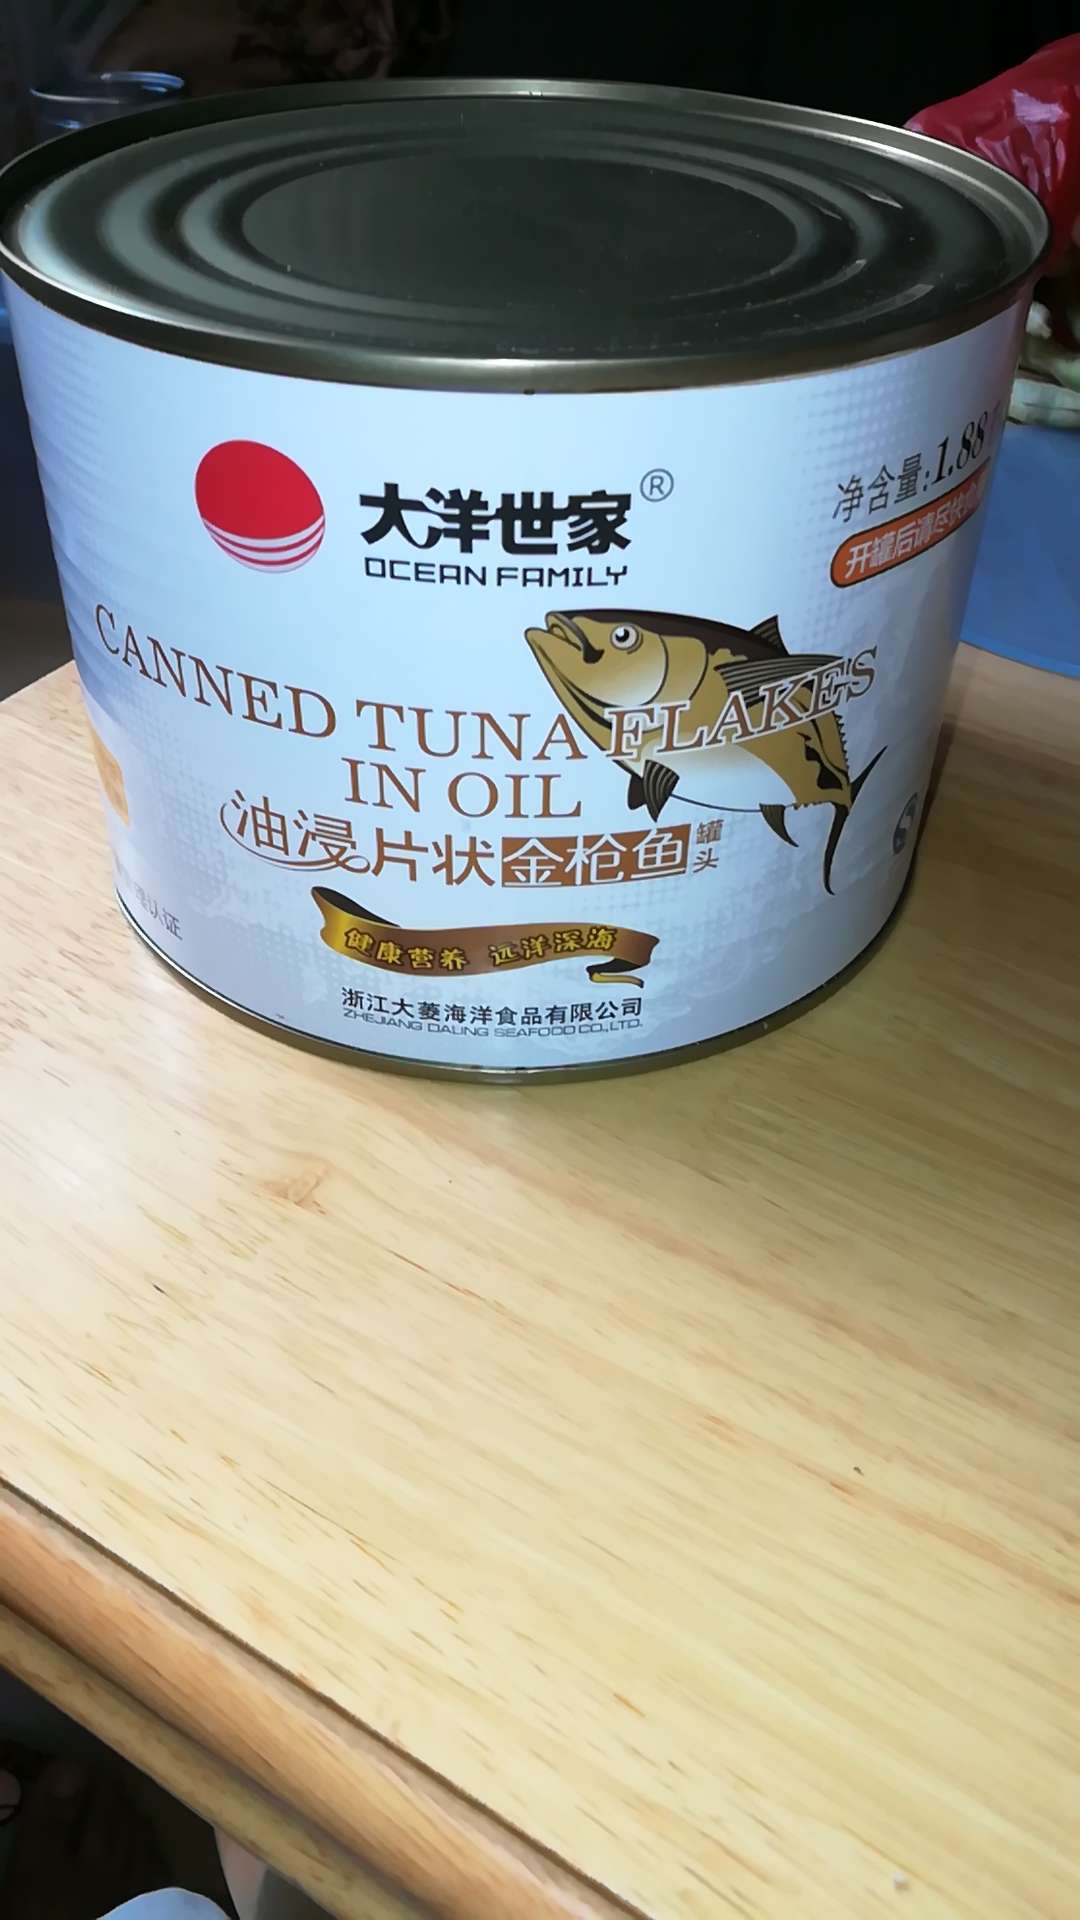 大洋世家®
OCEAN FAMILY
净含量:1.88
开罐后请尽快
CANNED TUNA FLAKES
IN OIL
油浸片状金枪鱼罐头
健康营养 远洋深海
认证
浙江大菱海洋食品有限公司
ZHEJIANG DALING SEAFOOD CO.,LTD.